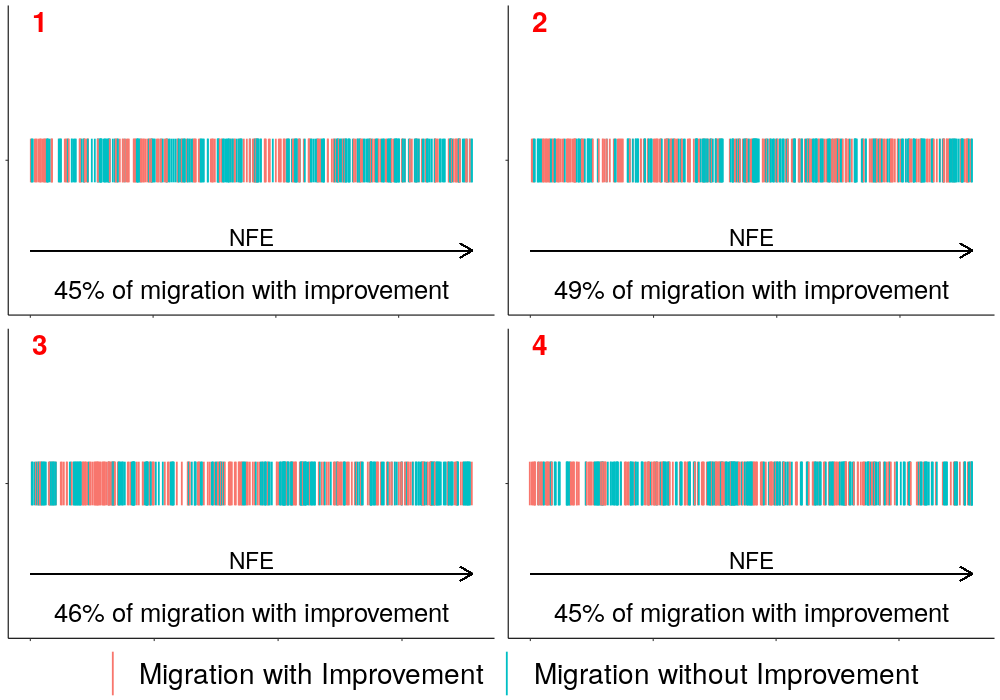 1
NFE
45% of migration with improvement
2
NFE
49% of migration with improvement
3
NFE
46% of migration with improvement
4
NFE
45% of migration with improvement
Migration with Improvement
Migration without Improvement